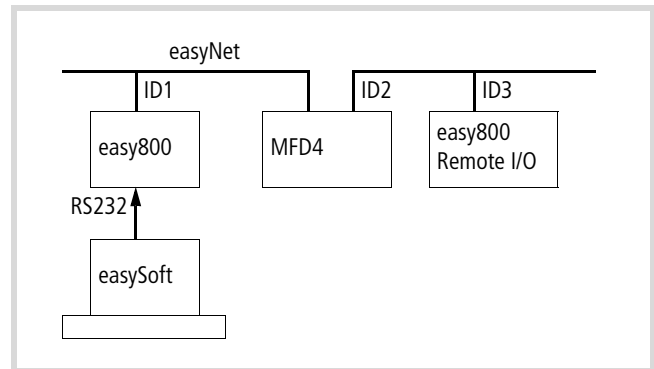 easyNet
ID1
ID2
ID3
easy800
MFD4
easy800
Remote I/O
RS232
easySoft